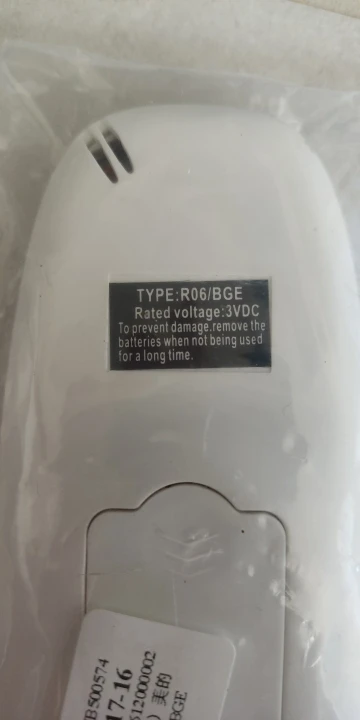 TYPE:R06/BGE
Rated voltage:3VDC
To prevent damage,remove the
batteries when not being used
for a long time.
B500574
17-16
512000002
) 美的
BGE